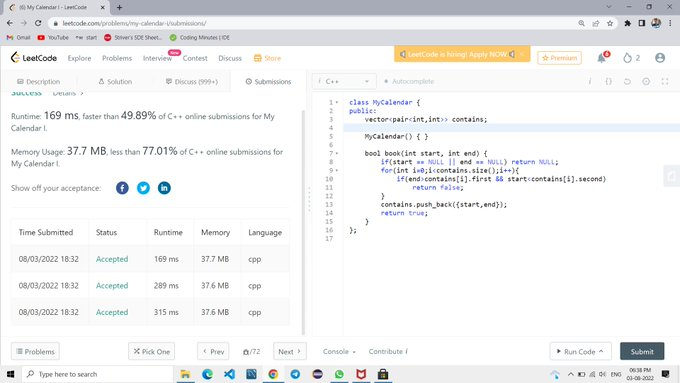 (6) My Calendar I - LeetCode
leetcode.com/problems/my-calendar-i/submissions/
Gmail
YouTube
start
Striver's SDE Sheet...
Coding Minutes | IDE
LeetCode
Explore
Problems
Interview
New
Contest
Discuss
Store
LeetCode is hiring! Apply NOW.
Premium
2
Description
Solution
Discuss (999+)
Submissions
C++
Autocomplete
Success Details >
Runtime: 169 ms, faster than 49.89% of C++ online submissions for My
Calendar I.
Memory Usage: 37.7 MB, less than 77.01% of C++ online submissions for
My Calendar I.
Show off your acceptance:
Time Submitted Status Runtime Memory Language
08/03/2022 18:32 Accepted 169 ms 37.7 MB cpp
08/03/2022 18:32 Accepted 289 ms 37.6 MB cpp
08/03/2022 18:32 Accepted 315 ms 37.6 MB cpp
1 class MyCalendar {
2 public:
3 vector<pair<int,int>> contains;
4
5 MyCalendar() { }
6
7 bool book(int start, int end) {
8 if(start == NULL || end == NULL) return NULL;
9 for(int i=0;i<contains.size();i++){
10 if(end>contains[i].first && start<contains[i].second)
11 return false;
12 }
13 contains.push_back({start,end});
14 return true;
15 }
16 };
17
Problems
Pick One
Prev
/72
Next
Console
Contribute i
Run Code
Submit
Type here to search
ENG
06:38 PM
03-08-2022